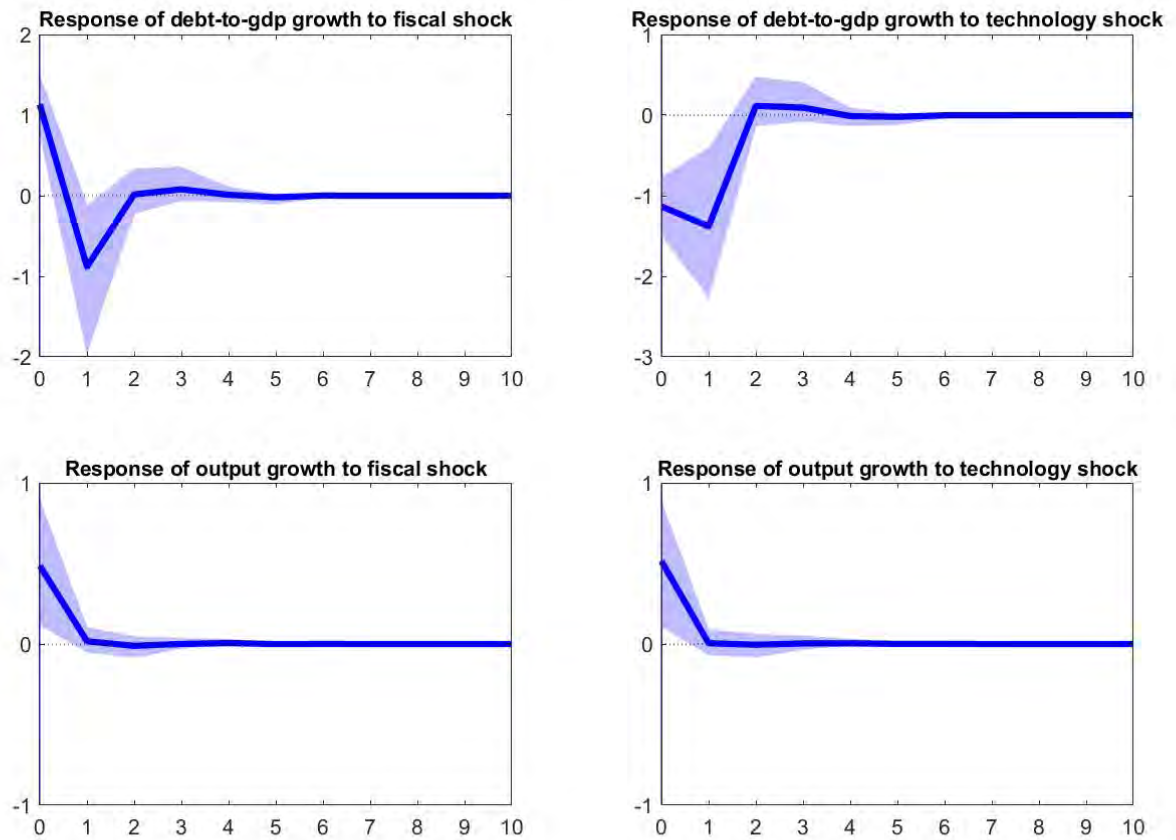 Response of debt-to-gdp growth to fiscal shock
2
1
0
-1
-2
0 1 2 3 4 5 6 7 8 9 10
Response of debt-to-gdp growth to technology shock
1
0
-1
-2
-3
0 1 2 3 4 5 6 7 8 9 10
Response of output growth to fiscal shock
1
0
-1
0 1 2 3 4 5 6 7 8 9 10
Response of output growth to technology shock
1
0
-1
0 1 2 3 4 5 6 7 8 9 10